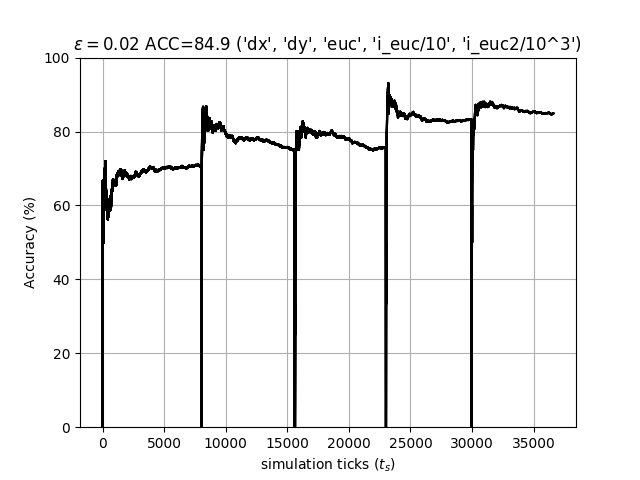 ε = 0.02 ACC=84.9 ('dx', 'dy', 'euc', 'i_euc/10', 'i_euc2/10^3')
100
80
60
40
20
0
Accuracy (%)
0 5000 10000 15000 20000 25000 30000 35000
simulation ticks (tₛ)